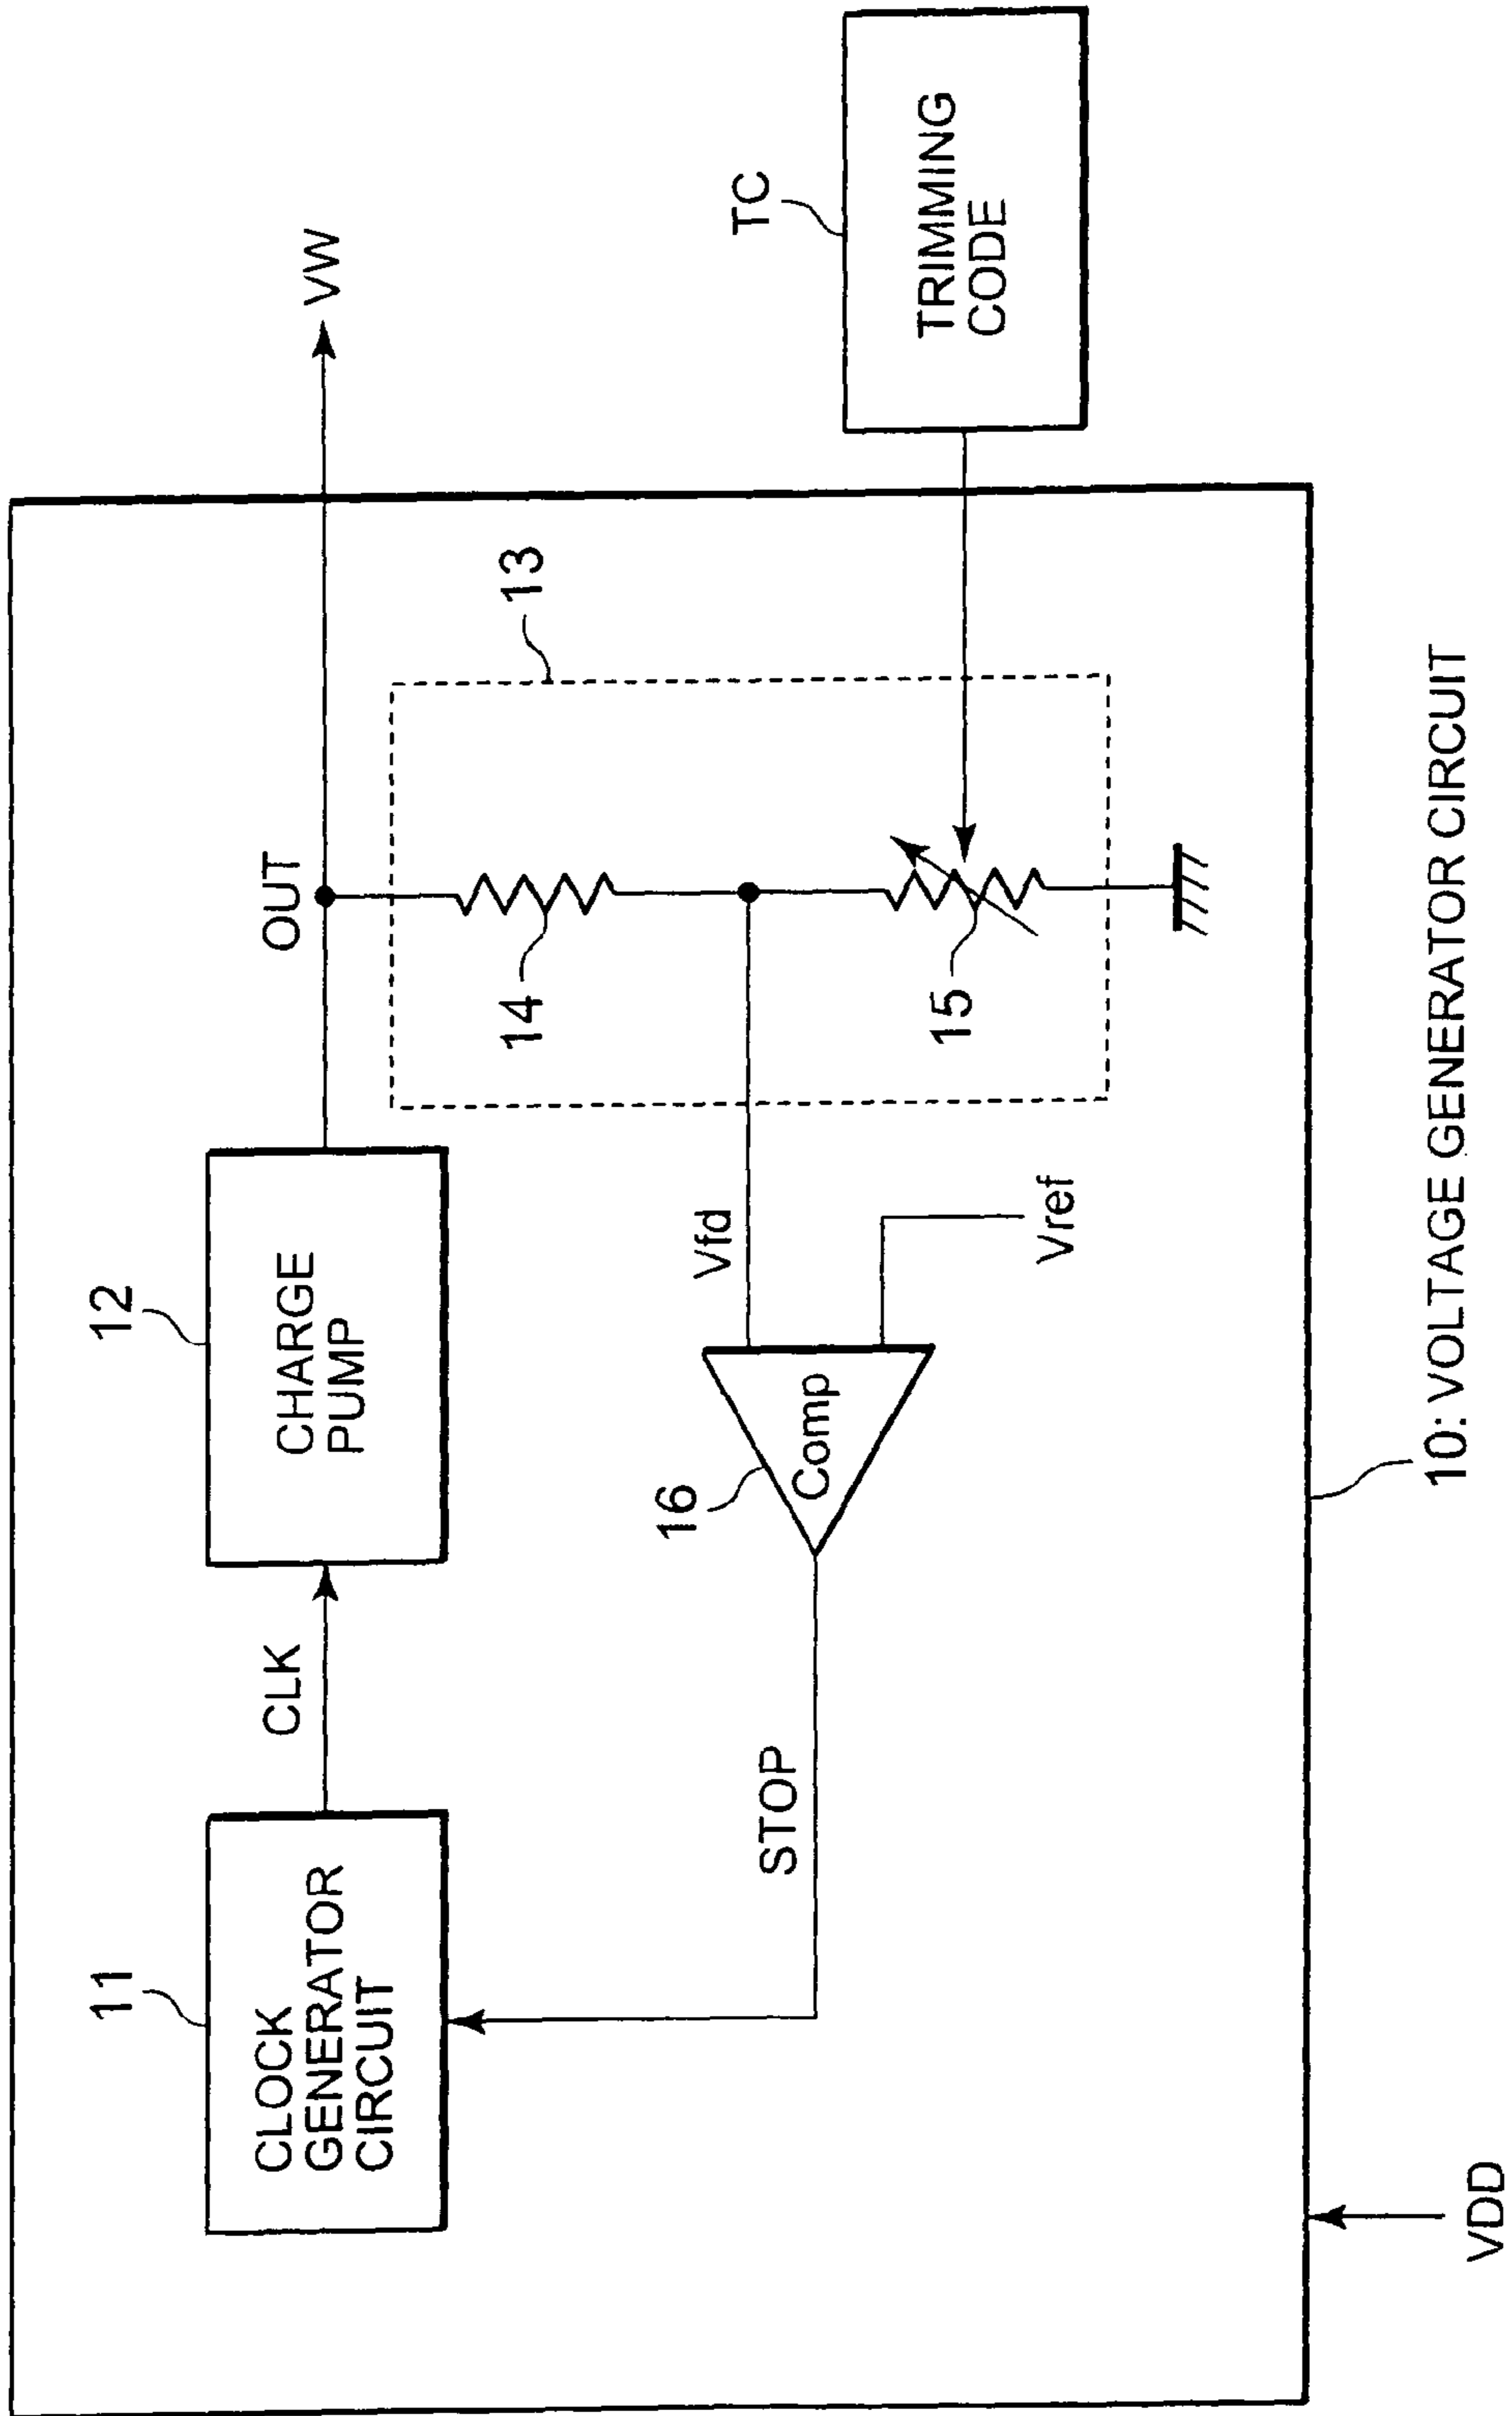 11
CLOCK
GENERATOR
CIRCUIT
CLK
12
CHARGE
PUMP
OUT
VW
13
14
15
TC
TRIMMING
CODE
Vfd
Vref
16
Comp
STOP
VDD
10: VOLTAGE GENERATOR CIRCUIT